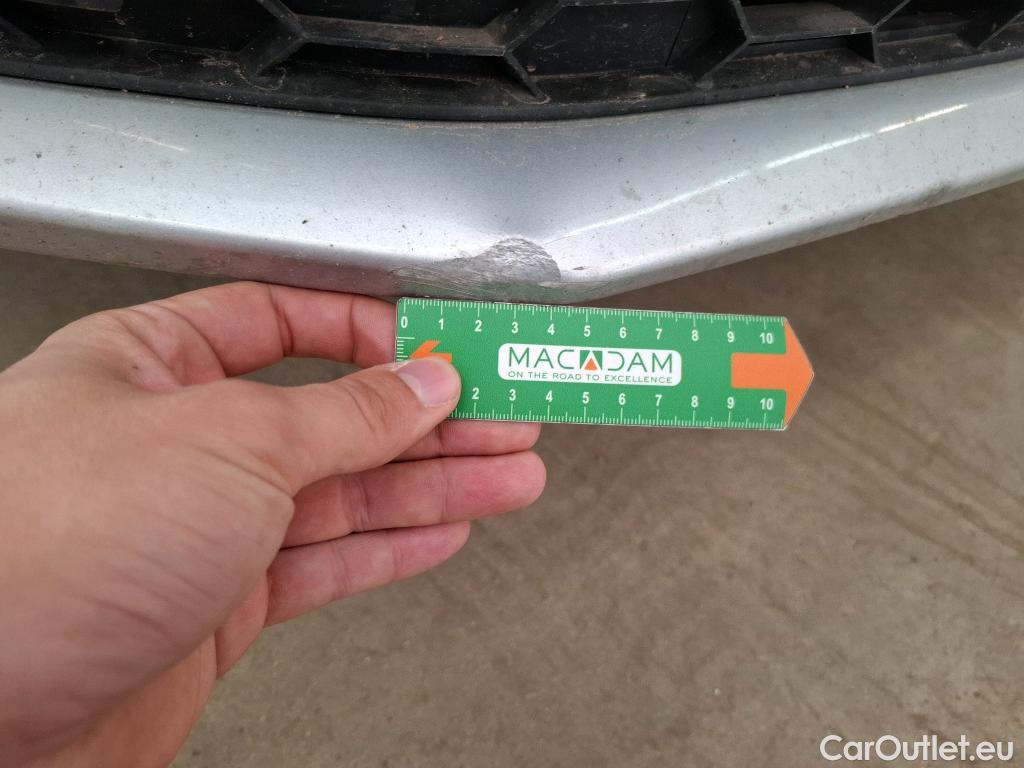 0 1 2 3 4 5 6 7 8 9 10
MACADAM
ON THE ROAD TO EXCELLENCE
2 3 4 5 6 7 8 9 10
CarOutlet.eu